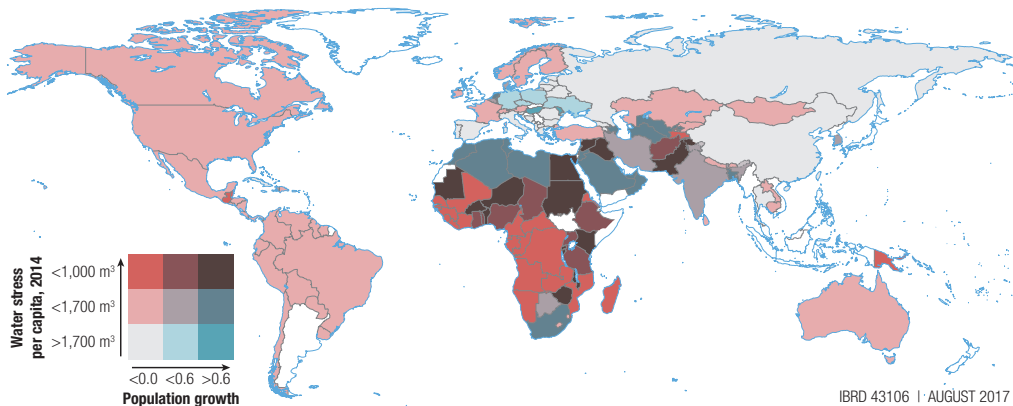 Water stress
per capita, 2014
<1,000 m³
<1,700 m³
>1,700 m³
<0.0 <0.6 >0.6
Population growth
IBRD 43106 | AUGUST 2017